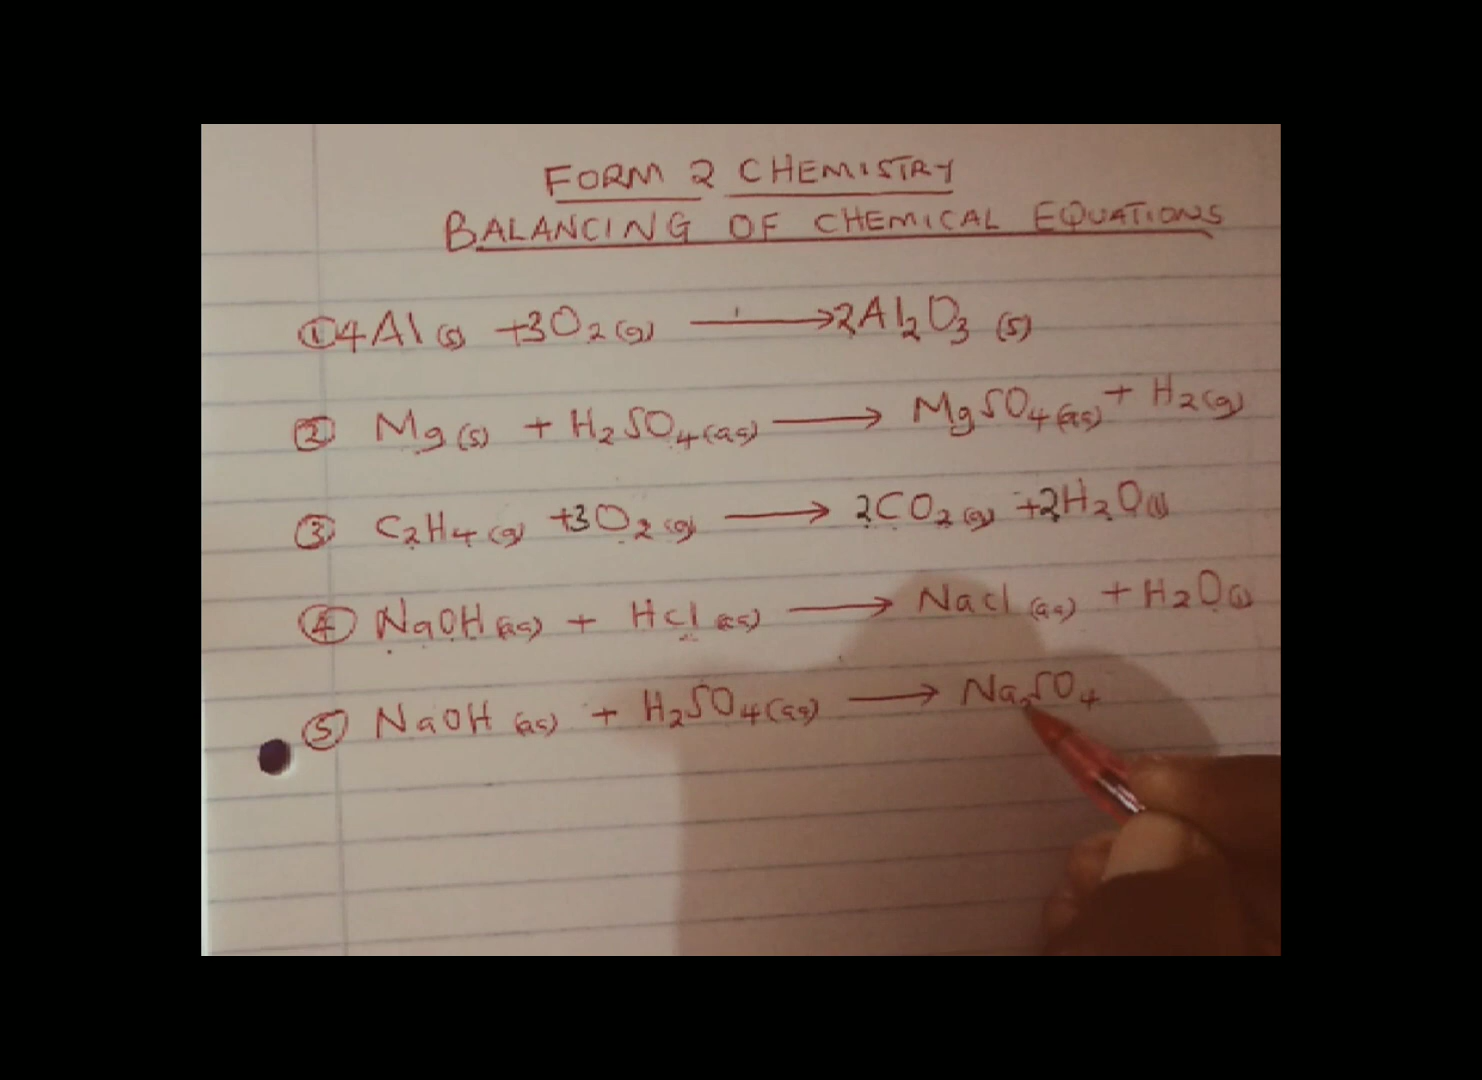 FORM 2 CHEMISTRY
BALANCING OF CHEMICAL EQUATIONS
① 4Al(s) +3O₂(g) ⟶ 2Al₂O₃ (s)
② Mg(s) + H₂SO₄(aq) ⟶ MgSO₄(aq) + H₂(g)
③ C₂H₄(g) +3O₂(g) ⟶ 2CO₂(g) +2H₂O(l)
④ NaOH(aq) + Hcl(aq) ⟶ Nacl(aq) + H₂O(l)
⑤ NaOH(aq) + H₂SO₄(aq) ⟶ Na₂SO₄